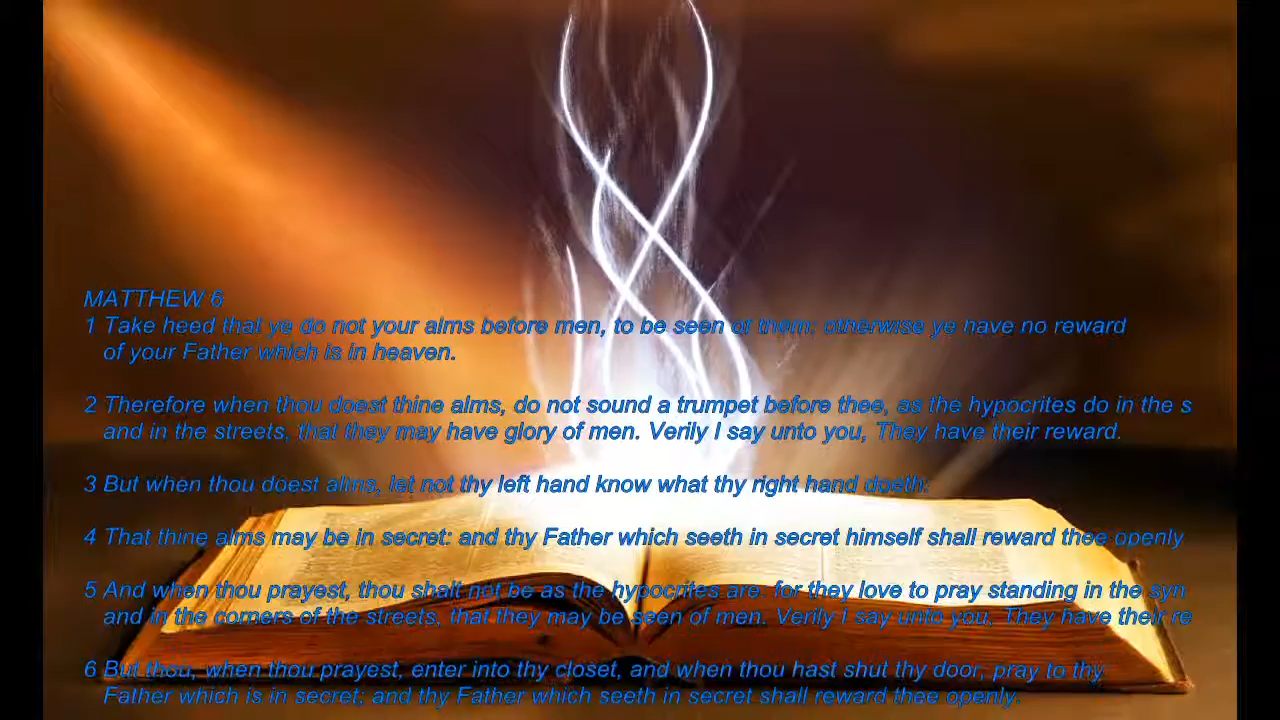 MATTHEW 6
1 Take heed that ye do not your alms before men, to be seen of them: otherwise ye have no reward
of your Father which is in heaven.
2 Therefore when thou doest thine alms, do not sound a trumpet before thee, as the hypocrites do in the s
and in the streets, that they may have glory of men. Verily I say unto you, They have their reward.
3 But when thou doest alms, let not thy left hand know what thy right hand doeth:
4 That thine alms may be in secret: and thy Father which seeth in secret himself shall reward thee openly
5 And when thou prayest, thou shalt not be as the hypocrites are: for they love to pray standing in the syn
and in the corners of the streets, that they may be seen of men. Verily I say unto you, They have their re
6 But thou, when thou prayest, enter into thy closet, and when thou hast shut thy door, pray to thy
Father which is in secret; and thy Father which seeth in secret shall reward thee openly.